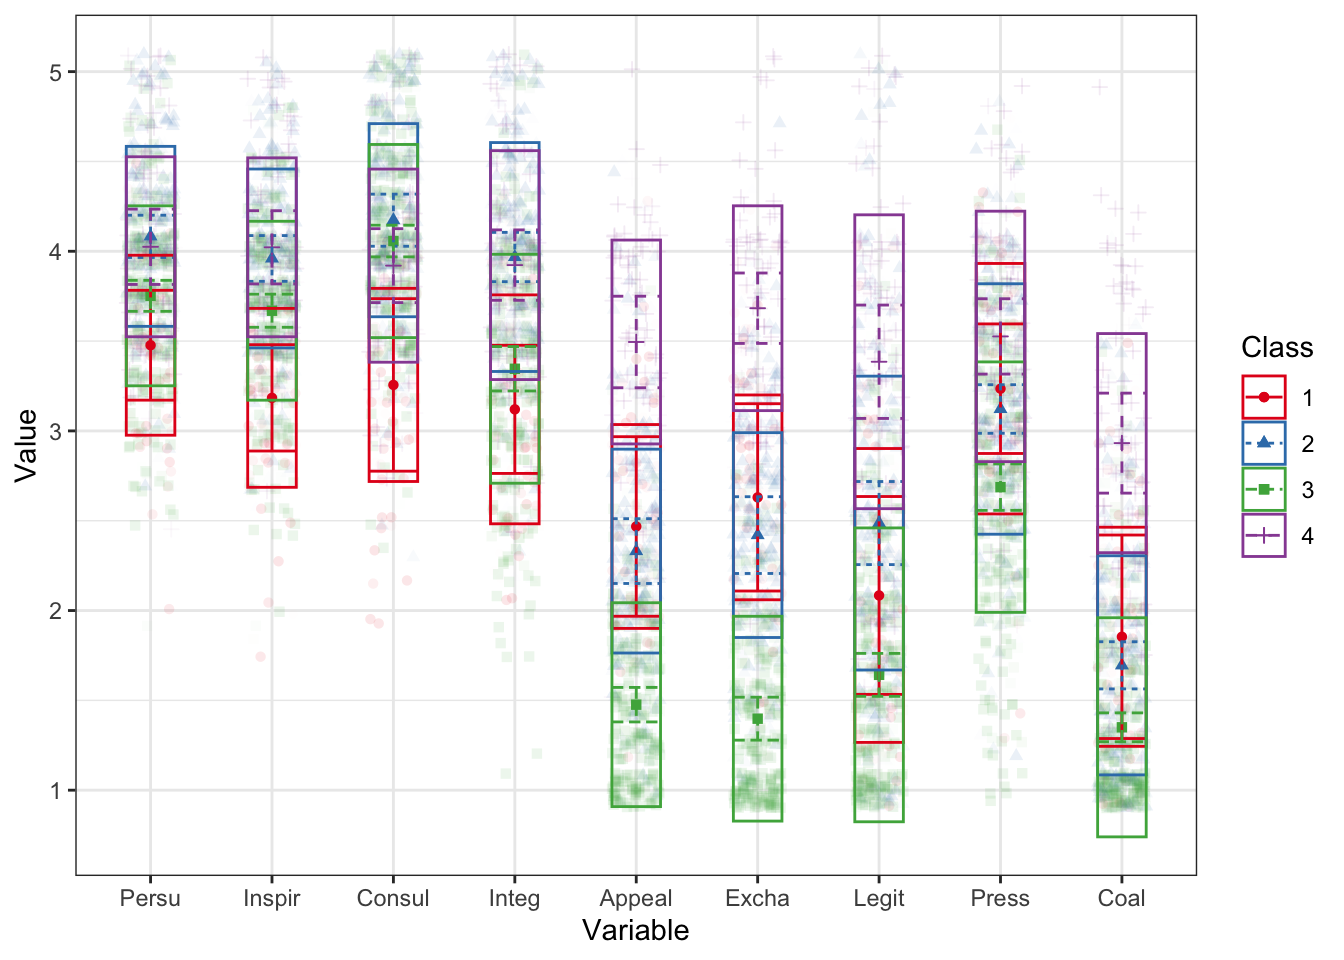 5
4
3
2
1
Value
Persu Inspir Consul Integ Appeal Excha Legit Press Coal
Variable
Class
1
2
3
4